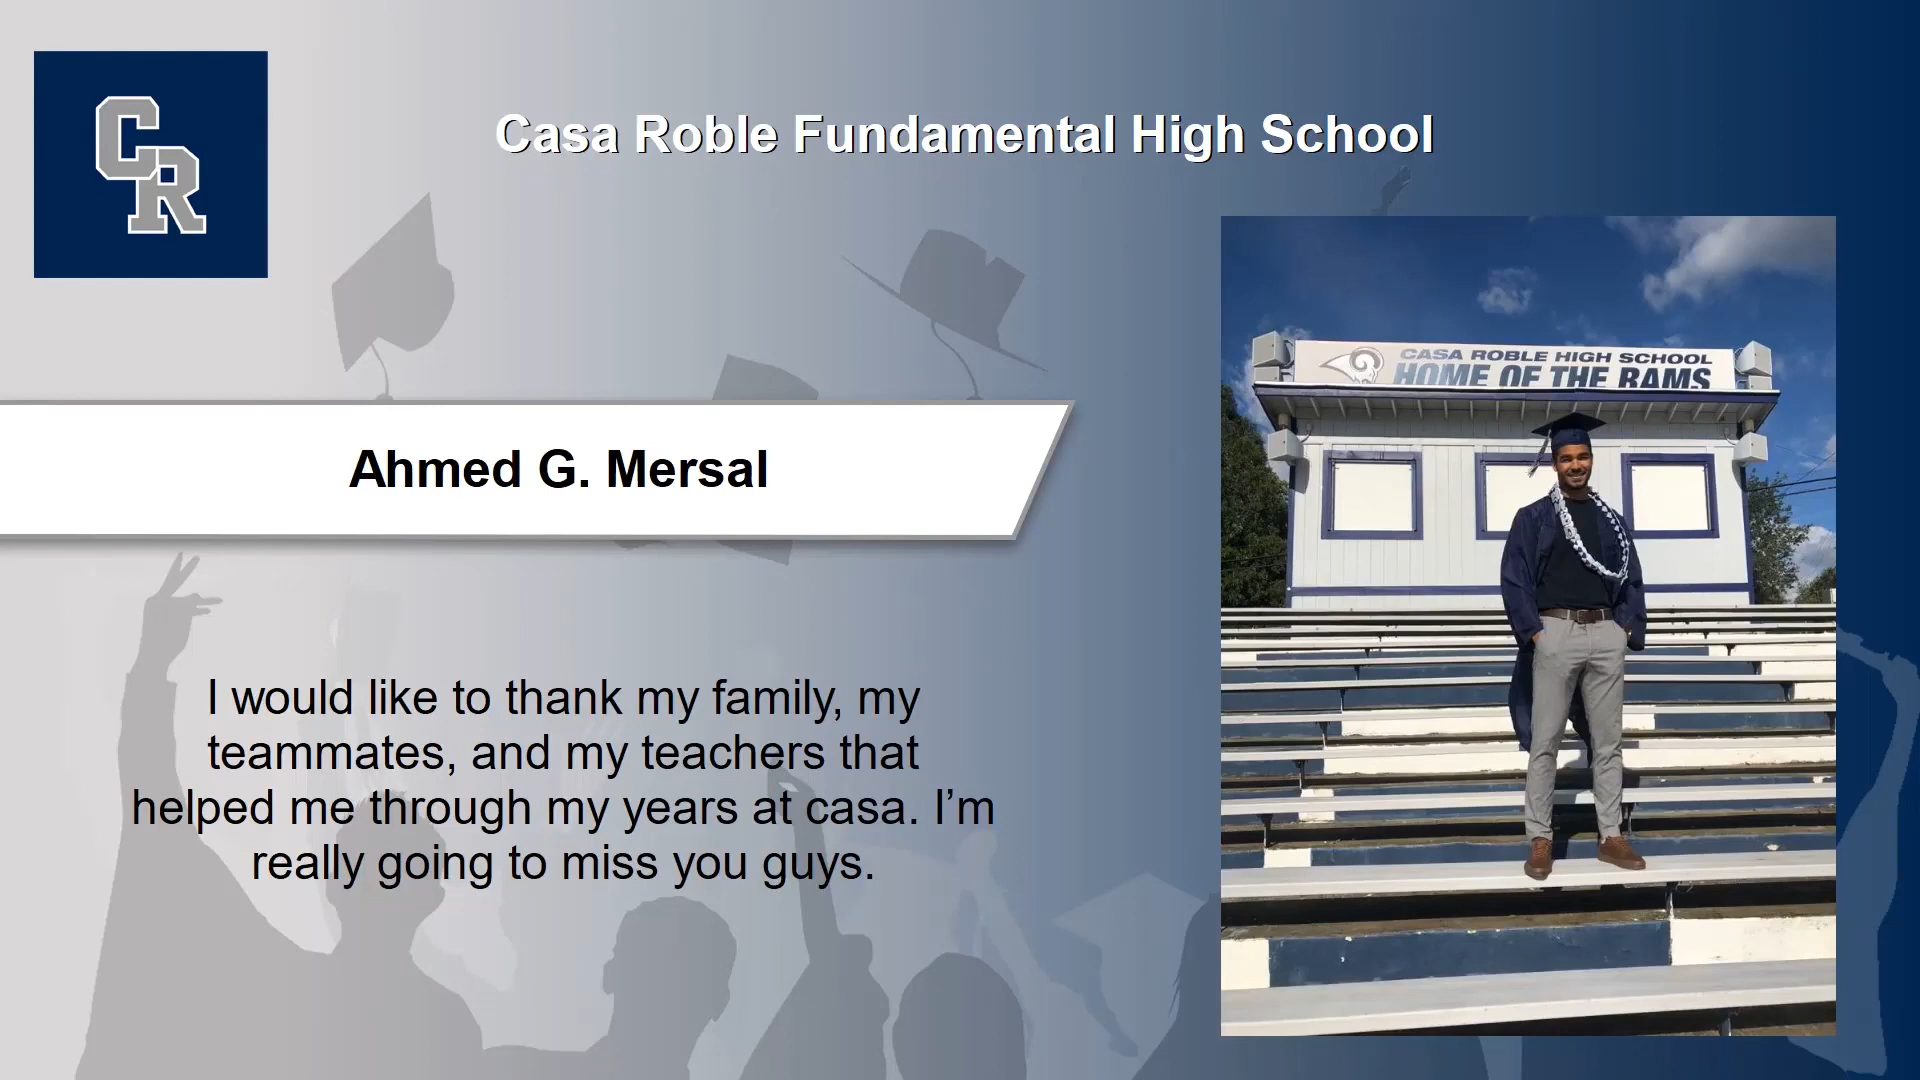 CR
Casa Roble Fundamental High School
CASA ROBLE HIGH SCHOOL
HOME OF THE RAMS
Ahmed G. Mersal
I would like to thank my family, my
teammates, and my teachers that
helped me through my years at casa. I’m
really going to miss you guys.